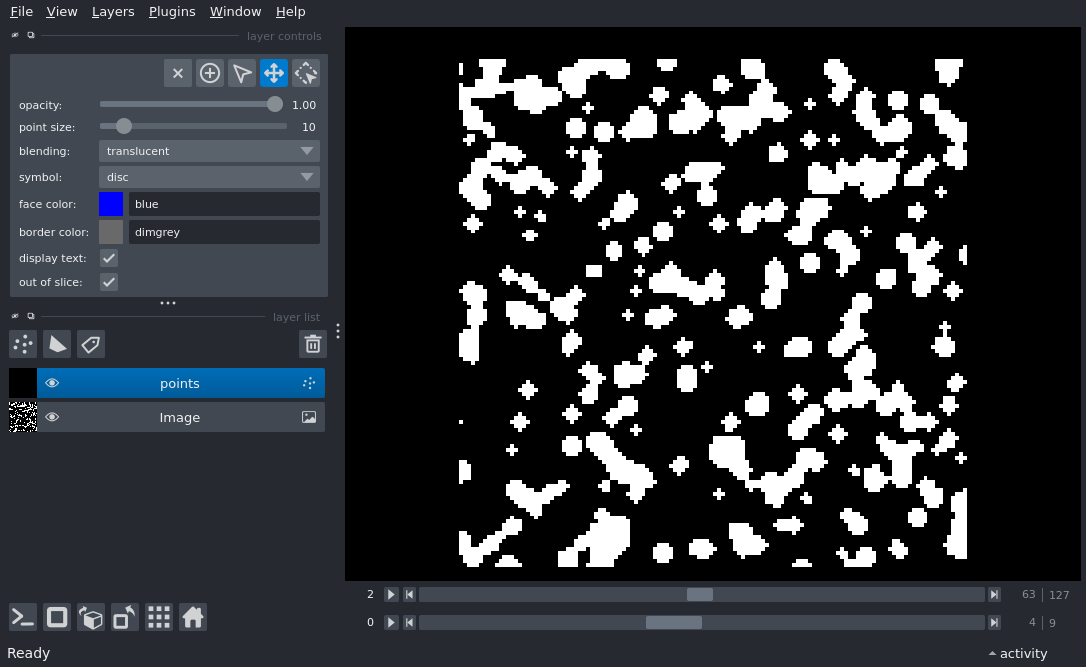 File View Layers Plugins Window Help
layer controls
opacity: 1.00
point size: 10
blending: translucent
symbol: disc
face color: blue
border color: dimgrey
display text:
out of slice:
layer list
points
Image
2 63 127
0 4 9
Ready activity